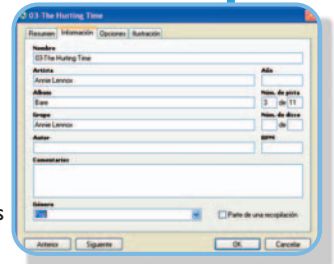 03-The Hurting Time
Resumen Información Opciones Ilustración
Nombre
03-The Hurting Time
Artista Año
Annie Lennox
Álbum Núm. de pista
Bare 3 de 11
Grupo Núm. de disco
Annie Lennox de
Autor BPM
Comentarios
s
Género
Pop Parte de una recopilación
Anterior Siguiente OK Cancelar